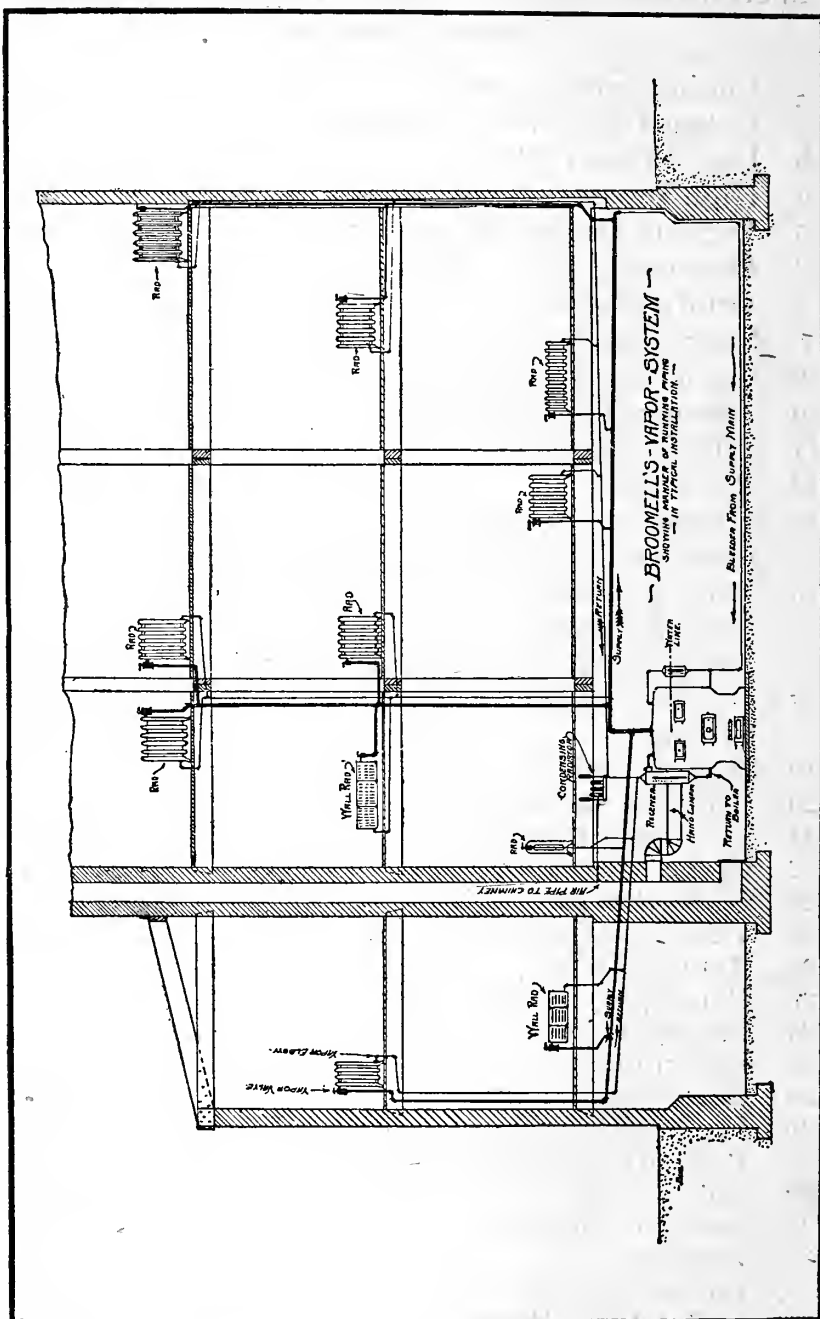 RAD
RAD
RAD
RAD
RAD
RAD
RAD
RAD
WALL RAD
RAD
WALL RAD
VAPOR ELBOW.
VAPOR VALVE
—BROOMELL'S-VAPOR-SYSTEM—
SHOWING MANNER OF RUNNING PIPING
—IN TYPICAL INSTALLATION.—
BLEEDER FROM SUPPLY MAIN
RETURN
SUPPLY
WATER
LINE.
CONDENSING
RADIATOR
RECEIVER
RETURN TO
BOILER
AIR PIPE TO CHIMNEY
SUPPLY
RETURN